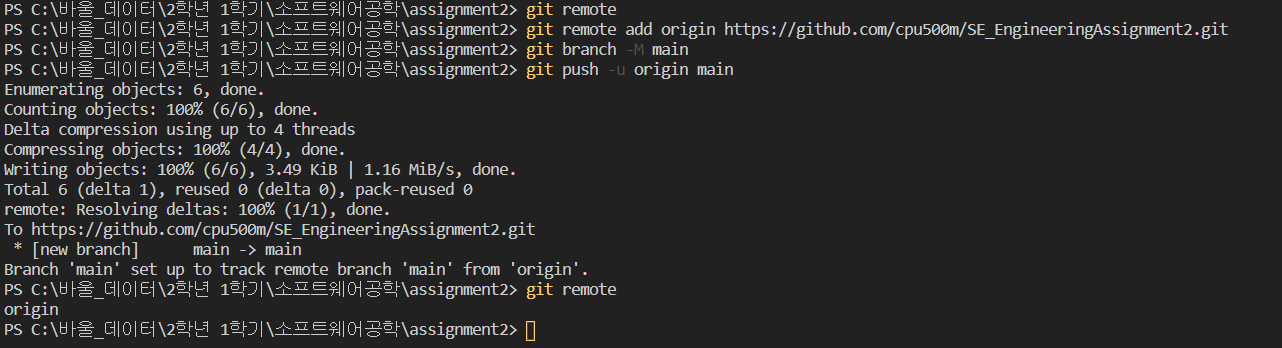 PS C:\바울_데이터\2학년 1학기\소프트웨어공학\assignment2> git remote
PS C:\바울_데이터\2학년 1학기\소프트웨어공학\assignment2> git remote add origin https://github.com/cpu500m/SE_EngineeringAssignment2.git
PS C:\바울_데이터\2학년 1학기\소프트웨어공학\assignment2> git branch -M main
PS C:\바울_데이터\2학년 1학기\소프트웨어공학\assignment2> git push -u origin main
Enumerating objects: 6, done.
Counting objects: 100% (6/6), done.
Delta compression using up to 4 threads
Compressing objects: 100% (4/4), done.
Writing objects: 100% (6/6), 3.49 KiB | 1.16 MiB/s, done.
Total 6 (delta 1), reused 0 (delta 0), pack-reused 0
remote: Resolving deltas: 100% (1/1), done.
To https://github.com/cpu500m/SE_EngineeringAssignment2.git
 * [new branch]      main -> main
Branch 'main' set up to track remote branch 'main' from 'origin'.
PS C:\바울_데이터\2학년 1학기\소프트웨어공학\assignment2> git remote
origin
PS C:\바울_데이터\2학년 1학기\소프트웨어공학\assignment2>